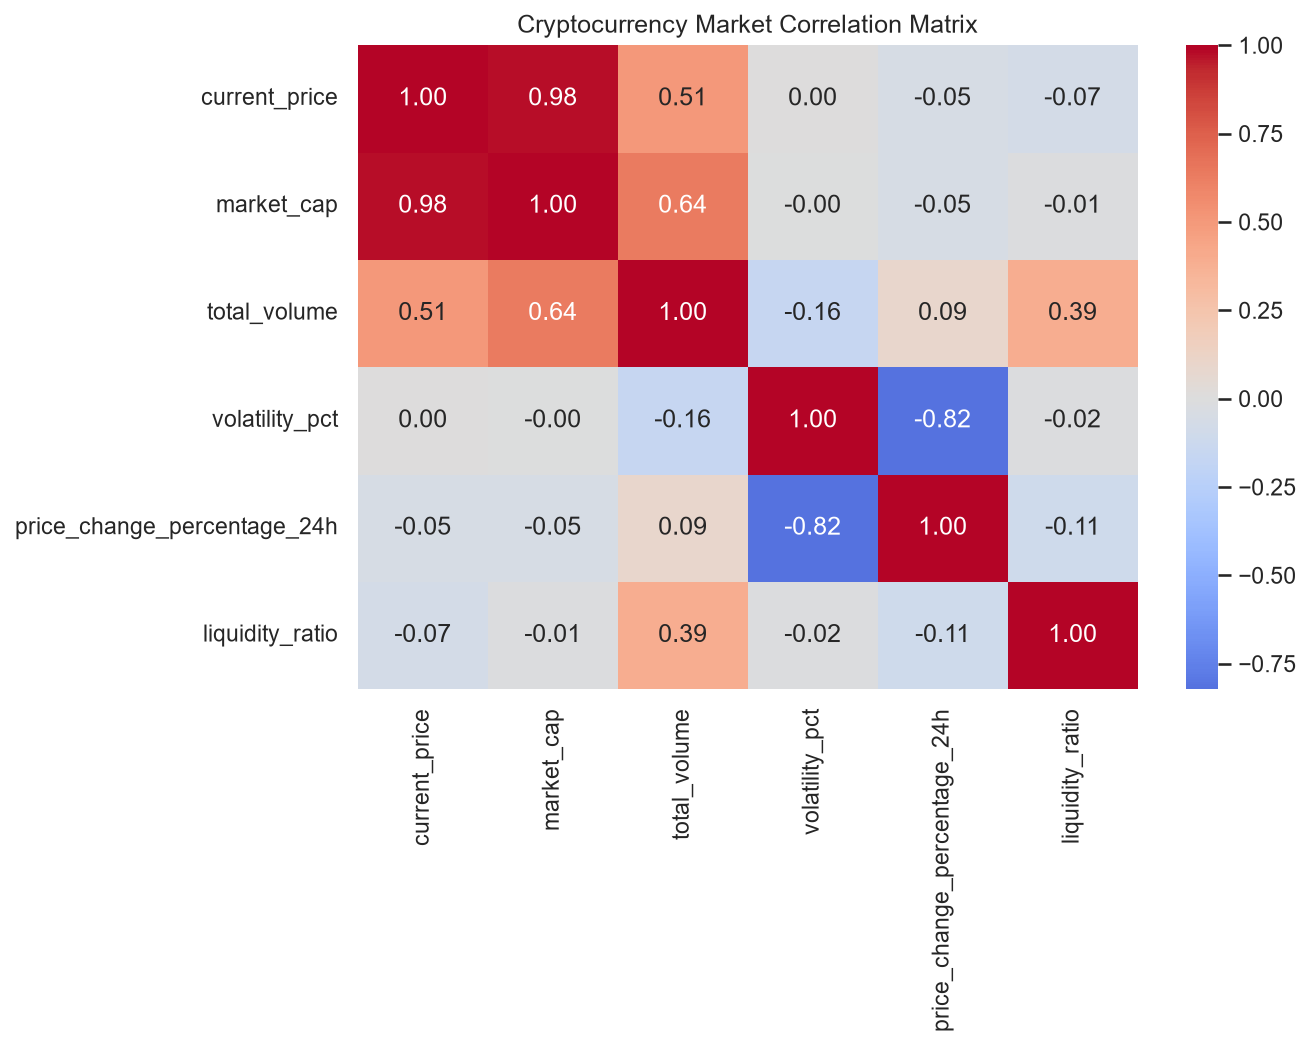 Cryptocurrency Market Correlation Matrix
current_price 1.00 0.98 0.51 0.00 -0.05 -0.07
market_cap 0.98 1.00 0.64 -0.00 -0.05 -0.01
total_volume 0.51 0.64 1.00 -0.16 0.09 0.39
volatility_pct 0.00 -0.00 -0.16 1.00 -0.82 -0.02
price_change_percentage_24h -0.05 -0.05 0.09 -0.82 1.00 -0.11
liquidity_ratio -0.07 -0.01 0.39 -0.02 -0.11 1.00
current_price
market_cap
total_volume
volatility_pct
price_change_percentage_24h
liquidity_ratio
1.00
0.75
0.50
0.25
0.00
−0.25
−0.50
−0.75